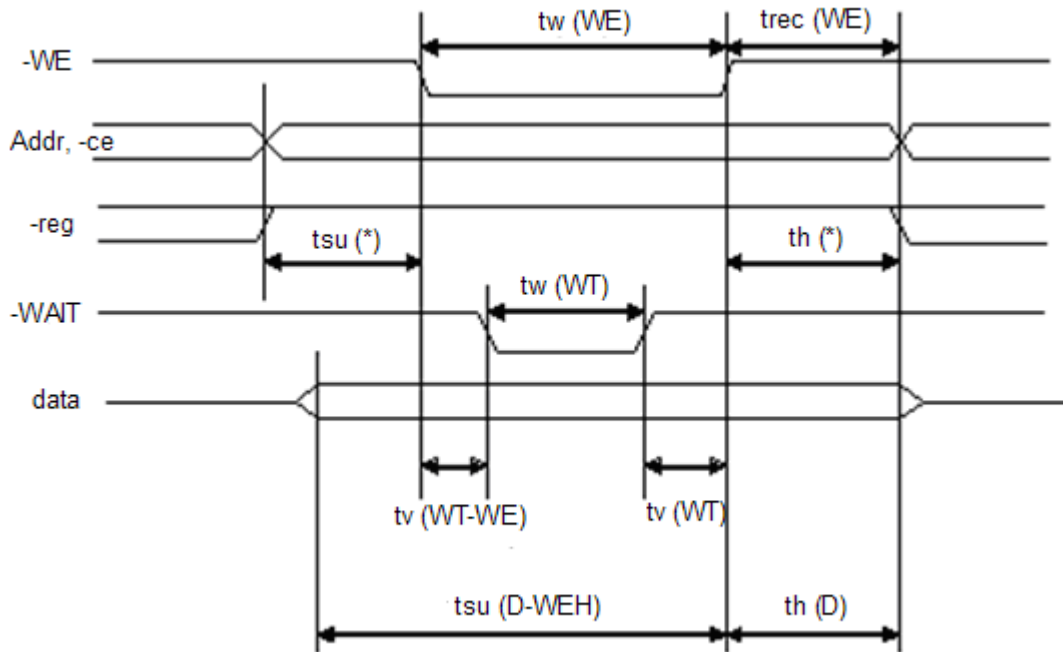 tw (WE)
trec (WE)
-WE
Addr, -ce
-reg
tsu (*)
th (*)
tw (WT)
-WAIT
data
tv (WT-WE)
tv (WT)
tsu (D-WEH)
th (D)